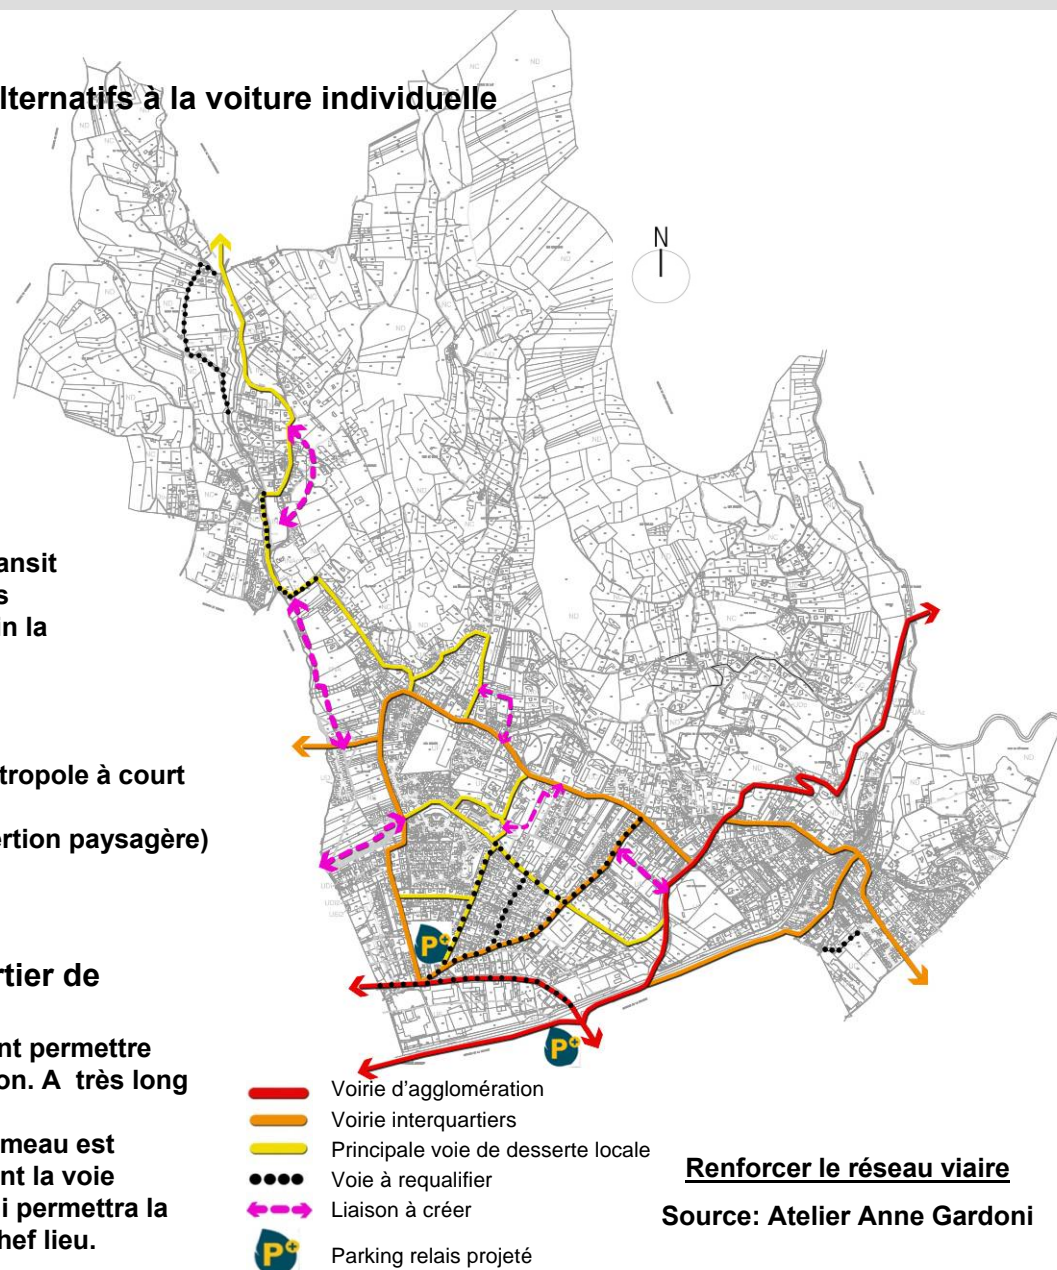 lternatifs à la voiture individuelle
N
ansit
s
in la
tropole à court
ertion paysagère)
rtier de
nt permettre
on. A très long
meau est
nt la voie
i permettra la
hef lieu.
P+
P+
Voirie d'agglomération
Voirie interquartiers
Principale voie de desserte locale
Voie à requalifier
Liaison à créer
P+ Parking relais projeté
Renforcer le réseau viaire
Source: Atelier Anne Gardoni